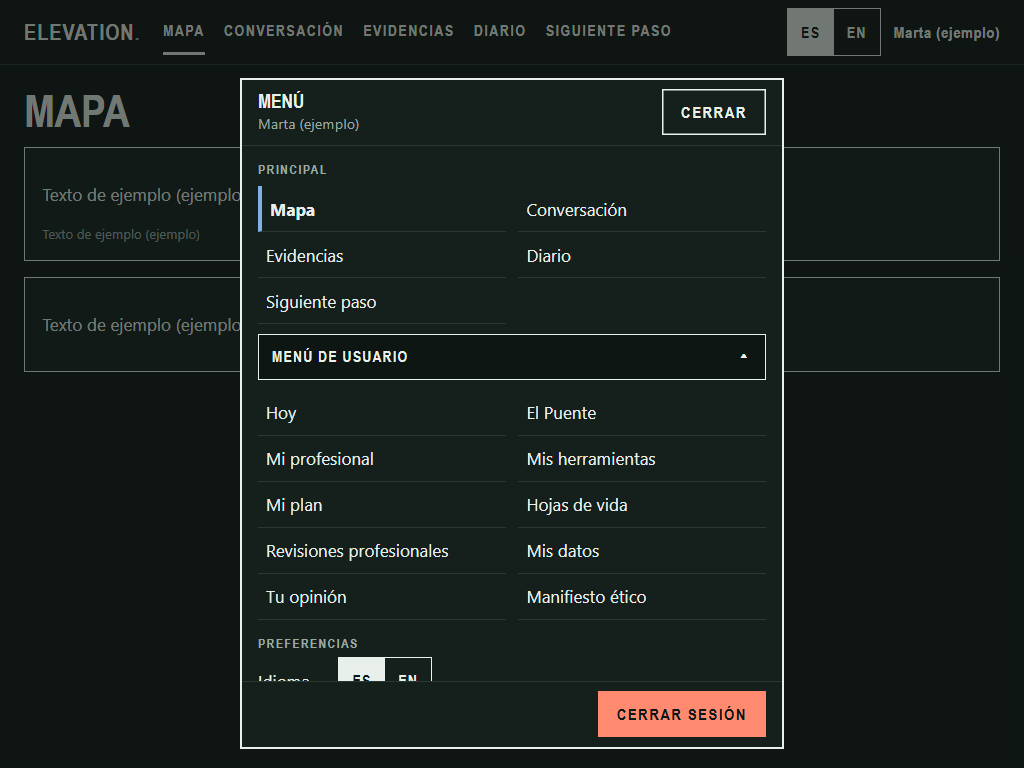 ELEVATION. MAPA CONVERSACIÓN EVIDENCIAS DIARIO SIGUIENTE PASO ES EN Marta (ejemplo)
MAPA
Texto de ejemplo (ejemplo
Texto de ejemplo (ejemplo)
Texto de ejemplo (ejemplo
MENÚ
Marta (ejemplo)
CERRAR
PRINCIPAL
Mapa Conversación
Evidencias Diario
Siguiente paso
MENÚ DE USUARIO
Hoy El Puente
Mi profesional Mis herramientas
Mi plan Hojas de vida
Revisiones profesionales Mis datos
Tu opinión Manifiesto ético
PREFERENCIAS
Idioma ES EN
CERRAR SESIÓN